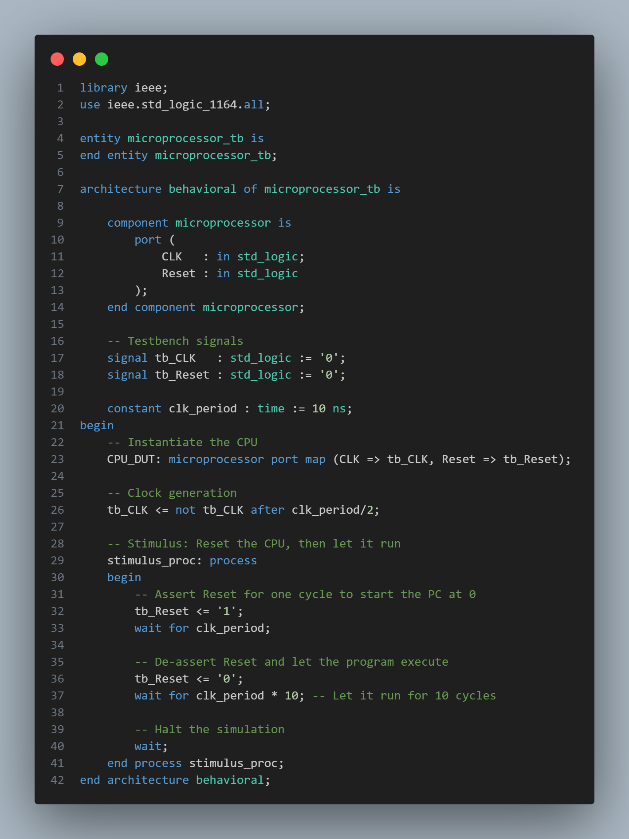 1 library ieee;
2 use ieee.std_logic_1164.all;
3
4 entity microprocessor_tb is
5 end entity microprocessor_tb;
6
7 architecture behavioral of microprocessor_tb is
8
9     component microprocessor is
10         port (
11             CLK   : in std_logic;
12             Reset : in std_logic
13         );
14     end component microprocessor;
15
16     -- Testbench signals
17     signal tb_CLK   : std_logic := '0';
18     signal tb_Reset : std_logic := '0';
19
20     constant clk_period : time := 10 ns;
21 begin
22     -- Instantiate the CPU
23     CPU_DUT: microprocessor port map (CLK => tb_CLK, Reset => tb_Reset);
24
25     -- Clock generation
26     tb_CLK <= not tb_CLK after clk_period/2;
27
28     -- Stimulus: Reset the CPU, then let it run
29     stimulus_proc: process
30     begin
31         -- Assert Reset for one cycle to start the PC at 0
32         tb_Reset <= '1';
33         wait for clk_period;
34
35         -- De-assert Reset and let the program execute
36         tb_Reset <= '0';
37         wait for clk_period * 10; -- Let it run for 10 cycles
38
39         -- Halt the simulation
40         wait;
41     end process stimulus_proc;
42 end architecture behavioral;